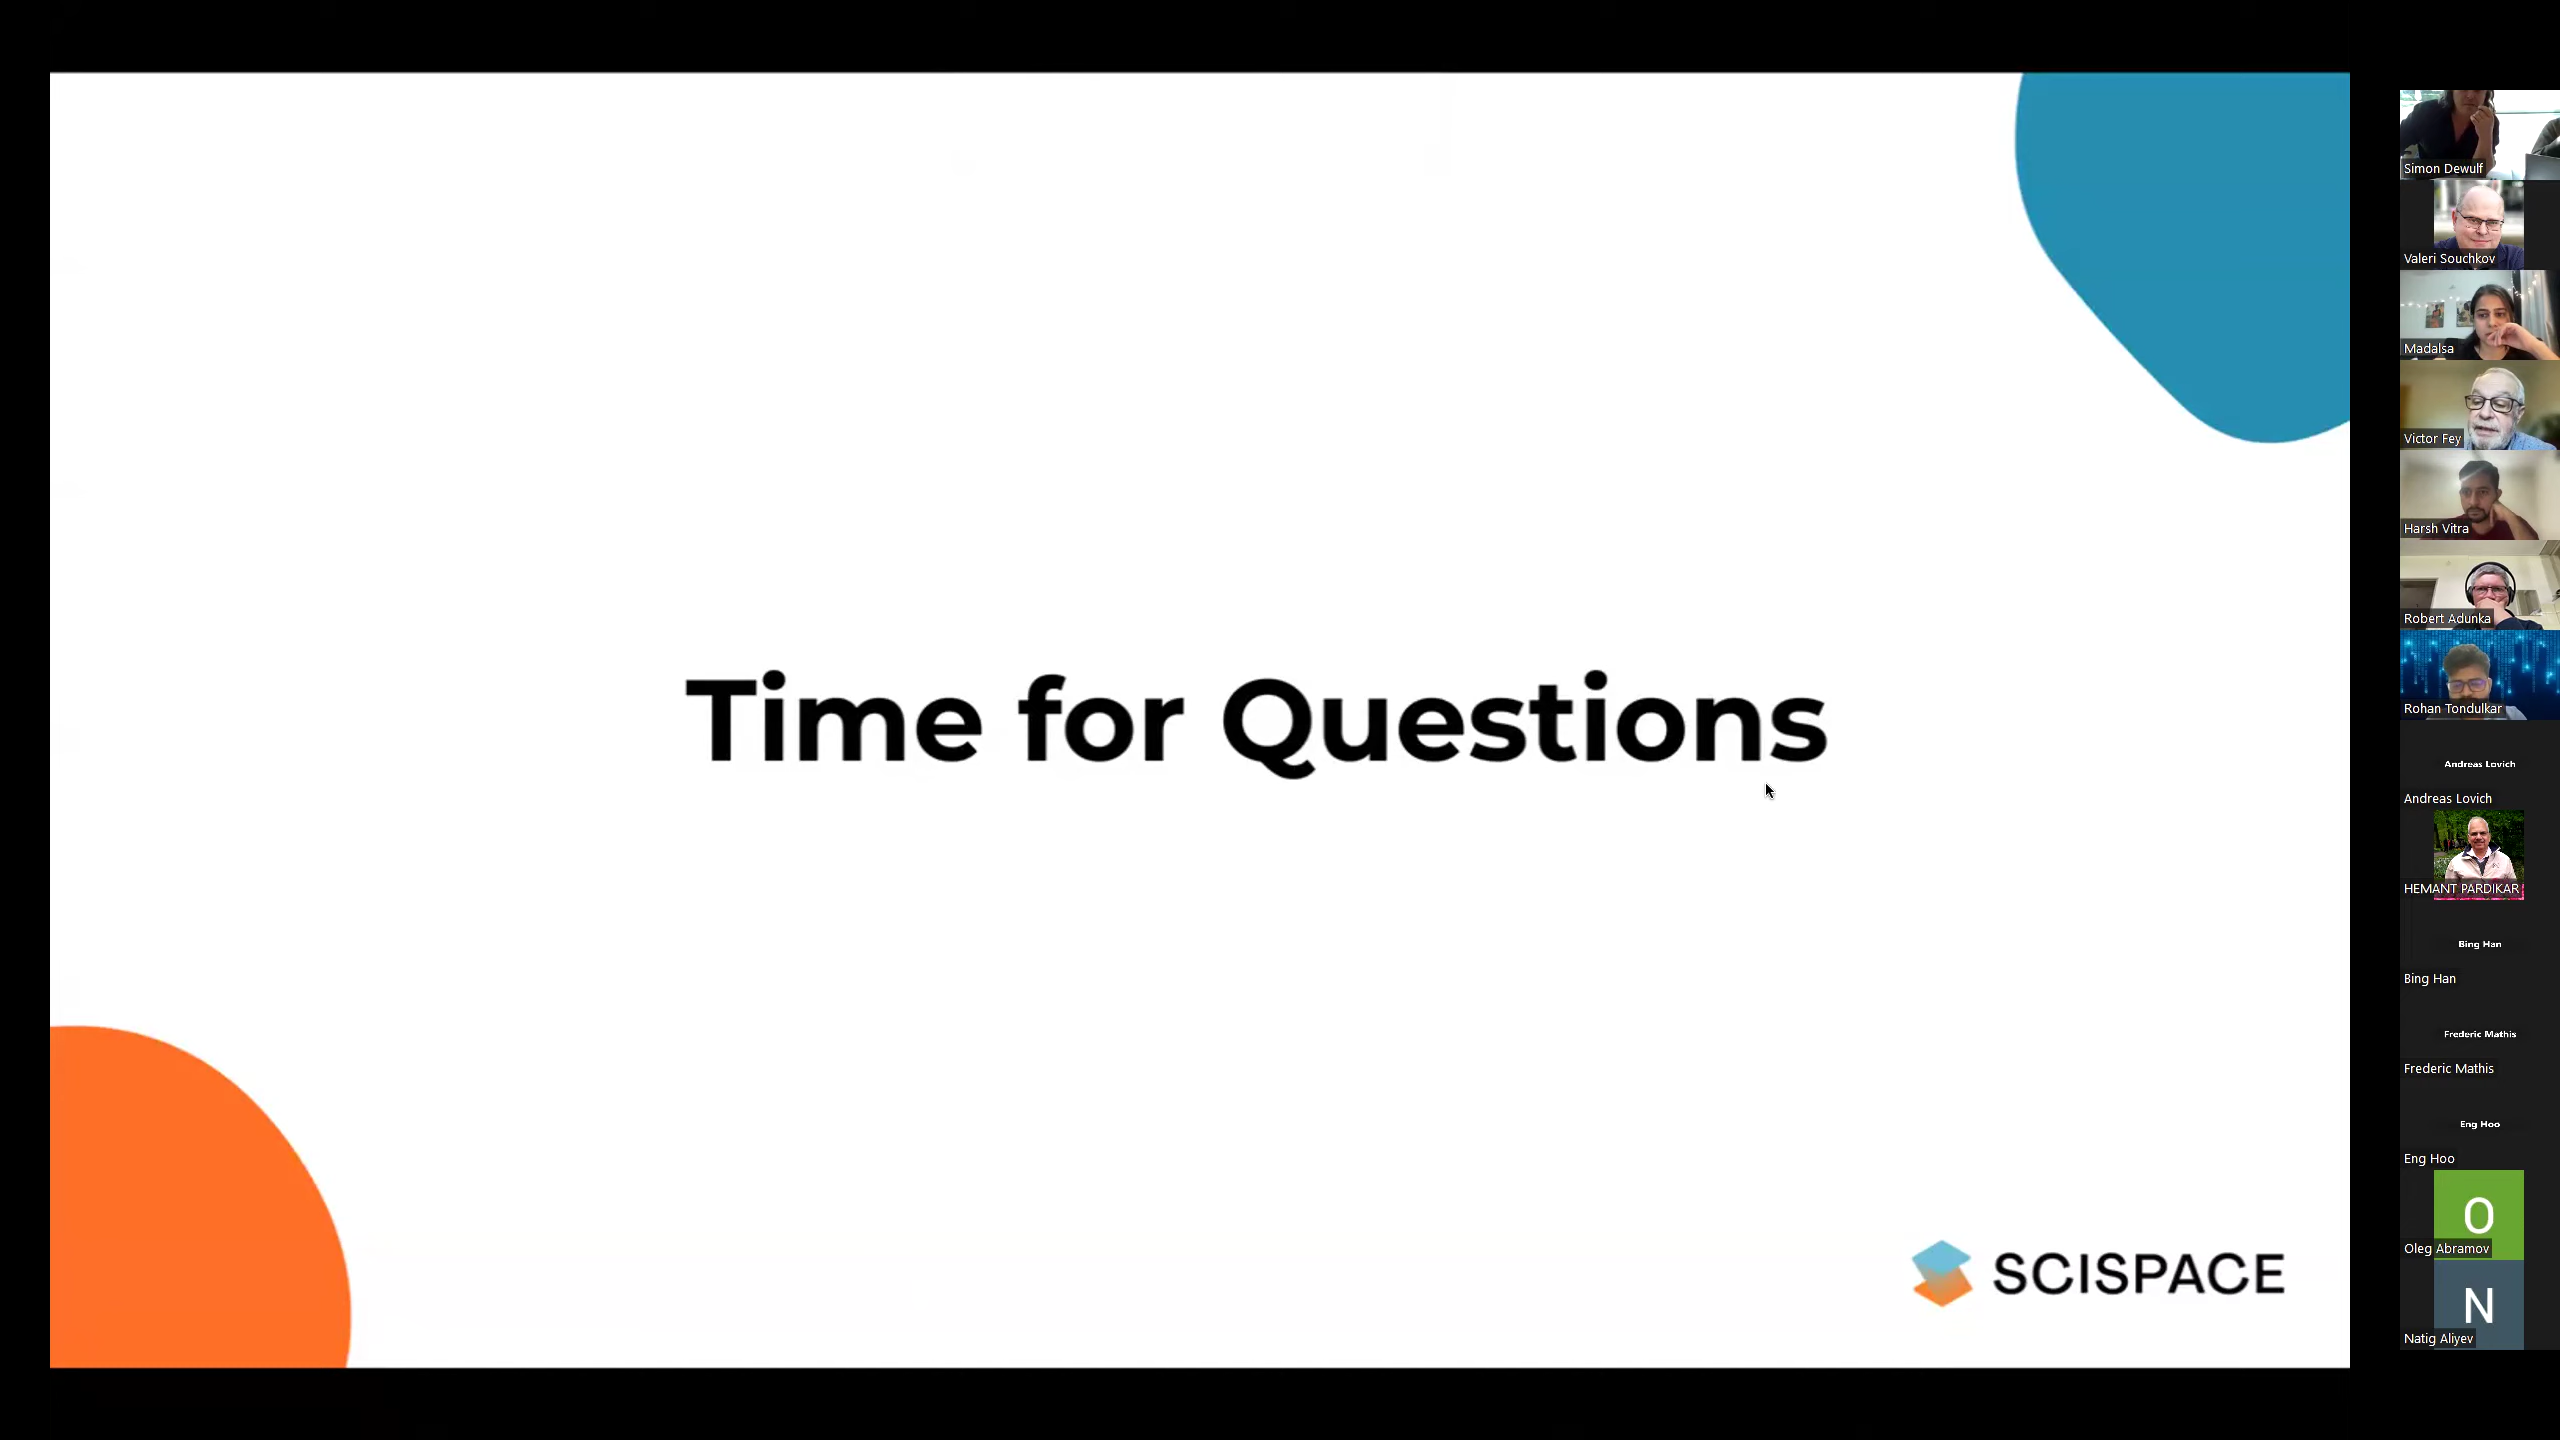 Time for Questions
SCISPACE
Simon Dewulf
Valeri Souchkov
Madalsa
Victor Fey
Harsh Vitra
Robert Adunka
Rohan Tondulkar
Andreas Lovich
Andreas Lovich
HEMANT PARDIKAR
Bing Han
Bing Han
Frederic Mathis
Frederic Mathis
Eng Hoo
Eng Hoo
O
Oleg Abramov
N
Natig Aliyev